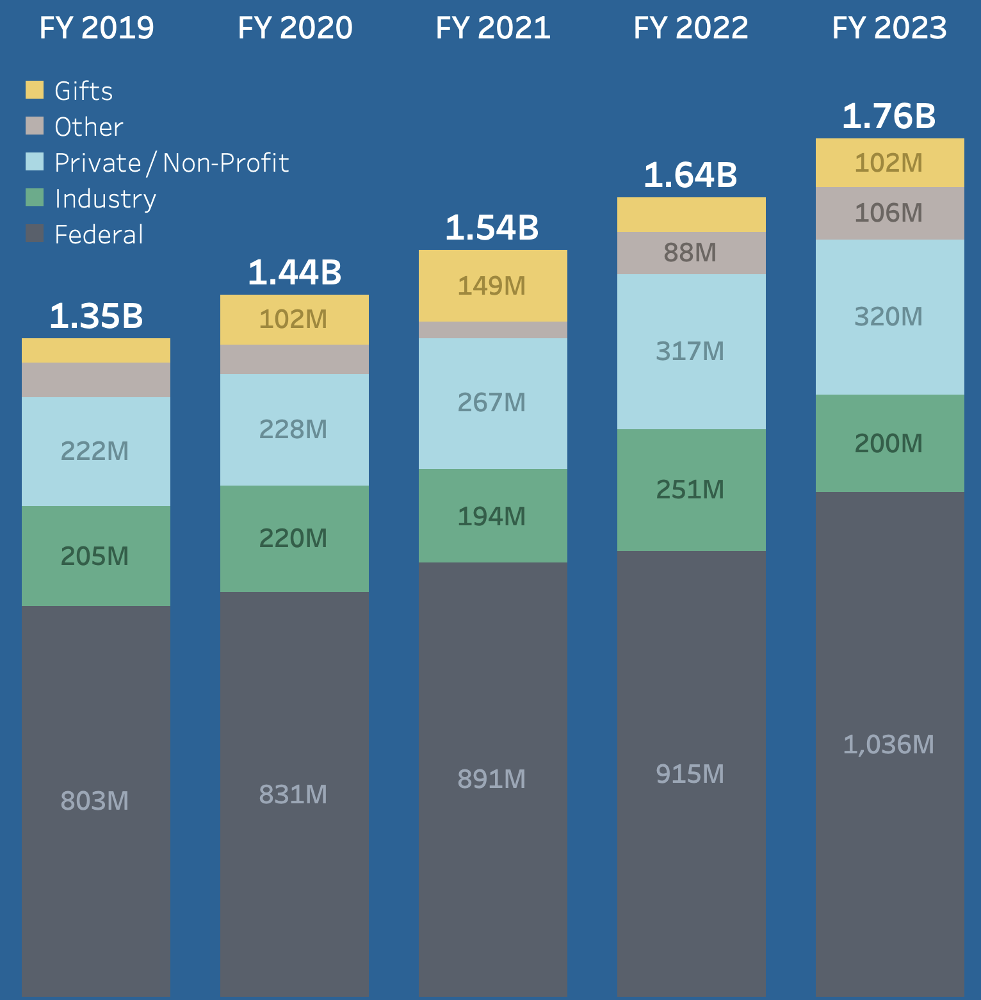 FY 2019 FY 2020 FY 2021 FY 2022 FY 2023
Gifts
Other
Private / Non-Profit
Industry
Federal
1.35B
222M
205M
803M
1.44B
102M
228M
220M
831M
1.54B
149M
267M
194M
891M
1.64B
88M
317M
251M
915M
1.76B
102M
106M
320M
200M
1,036M